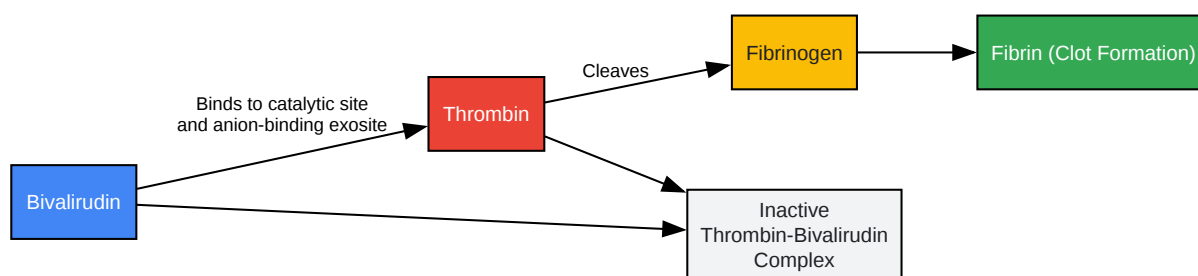 Fibrinogen
Fibrin (Clot Formation)
Cleaves
Thrombin
Binds to catalytic site
and anion-binding exosite
Bivalirudin
Inactive
Thrombin-Bivalirudin
Complex